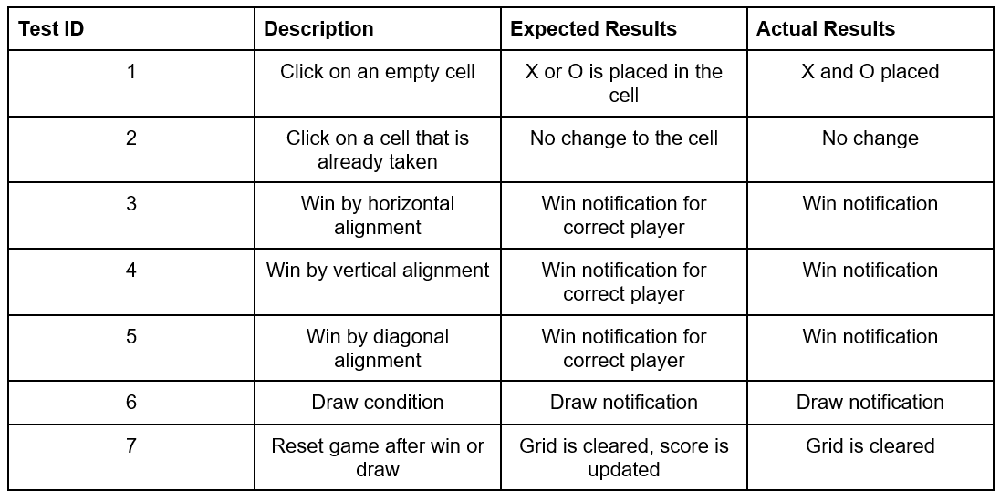 Test ID Description Expected Results Actual Results
1 Click on an empty cell X or O is placed in the X and O placed
cell
2 Click on a cell that is No change to the cell No change
already taken
3 Win by horizontal Win notification for Win notification
alignment correct player
4 Win by vertical alignment Win notification for Win notification
correct player
5 Win by diagonal Win notification for Win notification
alignment correct player
6 Draw condition Draw notification Draw notification
7 Reset game after win or Grid is cleared, score is Grid is cleared
draw updated